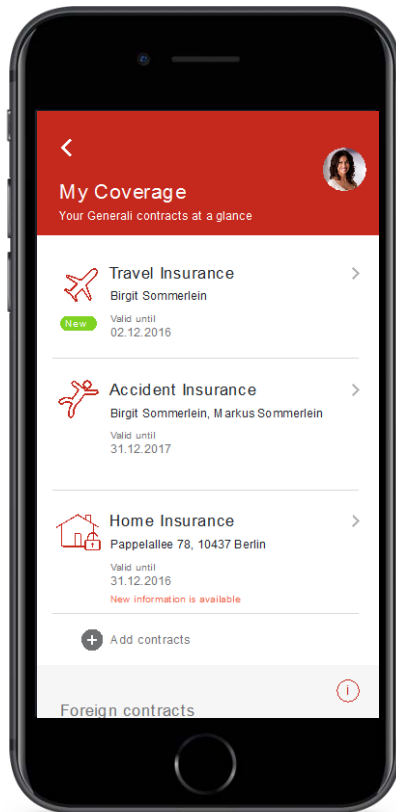 My Coverage
Your Generali contracts at a glance
Travel Insurance
Birgit Sommerlein
New
Valid until
02.12.2016
Accident Insurance
Birgit Sommerlein, Markus Sommerlein
Valid until
31.12.2017
Home Insurance
Pappelallee 78, 10437 Berlin
Valid until
31.12.2016
New information is available
Add contracts
i
Foreign contracts